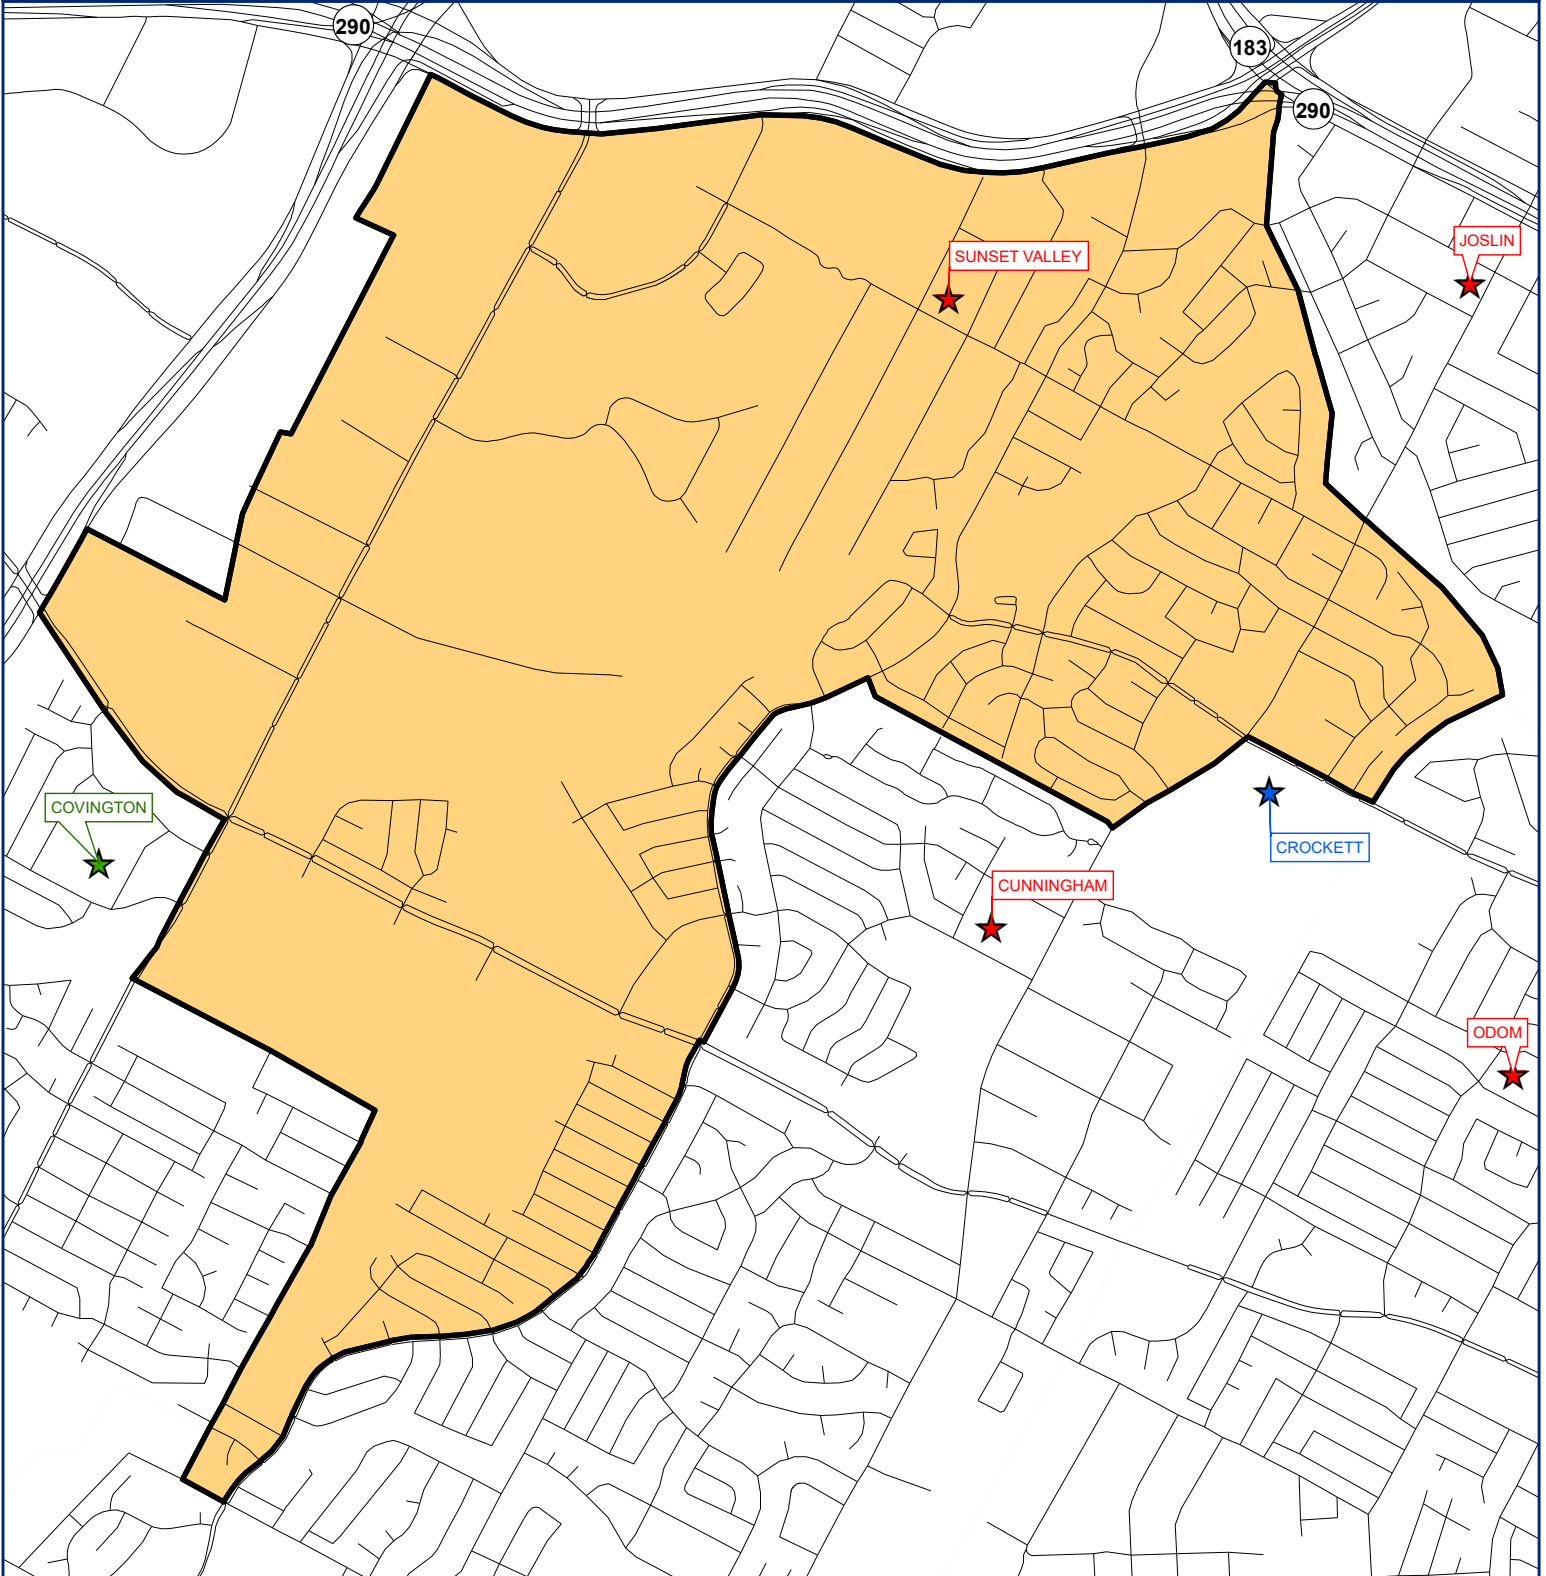 290
183
290
JOSLIN
SUNSET VALLEY
COVINGTON
CROCKETT
CUNNINGHAM
ODOM